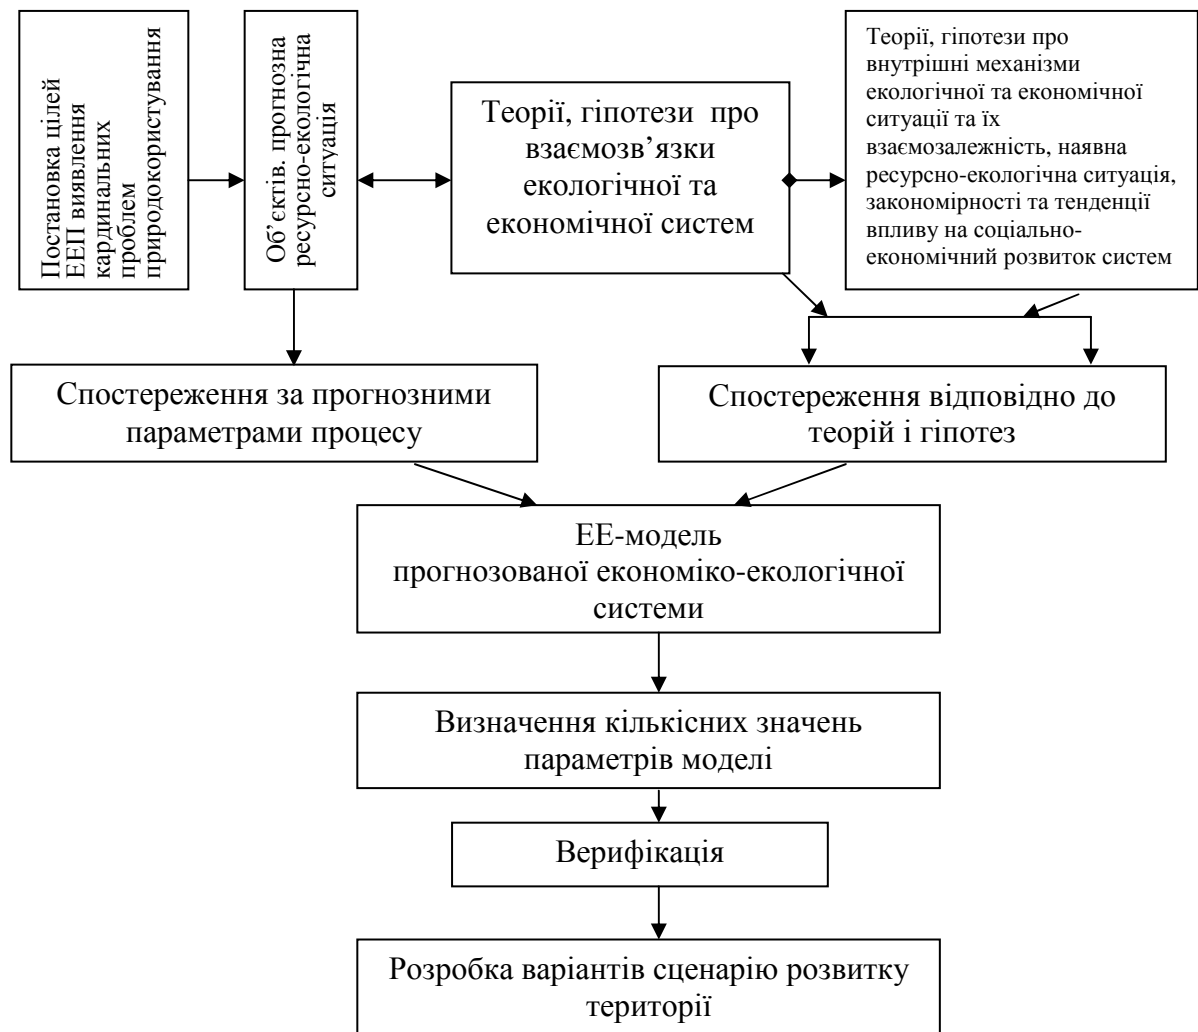 Постановка цілей
ЕЕП виявлення
кардинальних
проблем
природокористування
Об’єктів. прогнозна
ресурсно-екологічна
ситуація
Теорії, гіпотези про
взаємозв’язки
екологічної та
економічної систем
Теорії, гіпотези про
внутрішні механізми
екологічної та економічної
ситуації та їх
взаємозалежність, наявна
ресурсно-екологічна ситуація,
закономірності та тенденції
впливу на соціально-
економічний розвиток систем
Спостереження за прогнозними
параметрами процесу
Спостереження відповідно до
теорій і гіпотез
ЕЕ-модель
прогнозованої економіко-екологічної
системи
Визначення кількісних значень
параметрів моделі
Верифікація
Розробка варіантів сценарію розвитку
території